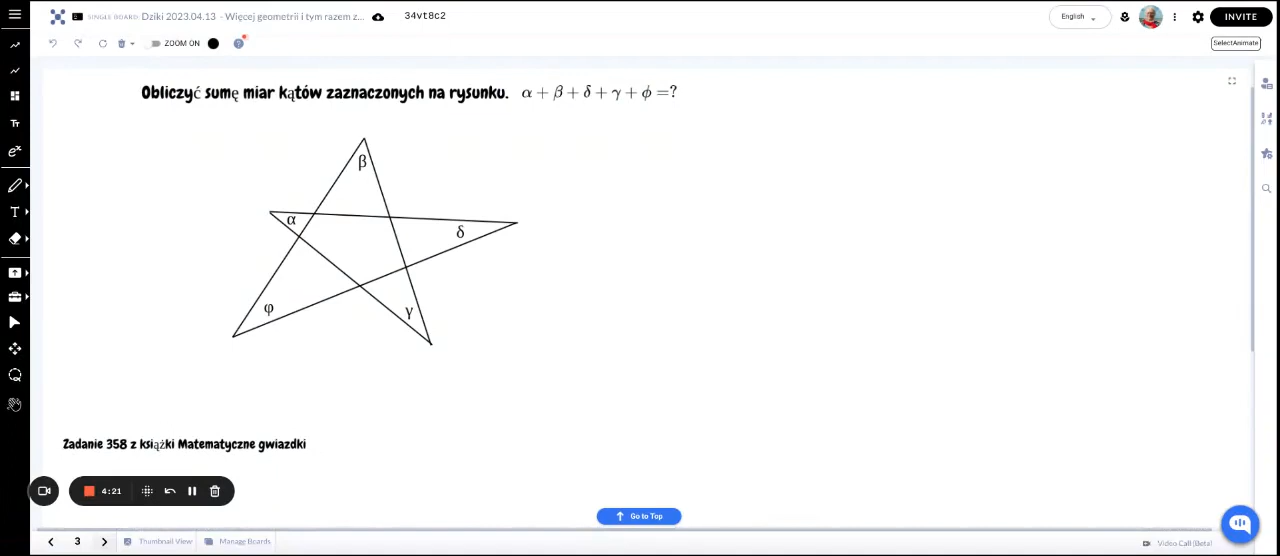 SINGLE BOARD: Dziki 2023.04.13 - Więcej geometrii i tym razem z...
34vt8c2
English
INVITE
ZOOM ON
?
SelectAnimate
Obliczyć sumę miar kątów zaznaczonych na rysunku. α + β + δ + γ + ϕ =?
β
α
δ
φ
γ
Zadanie 358 z książki Matematyczne gwiazdki
4:21
Go to Top
3
Thumbnail View
Manage Boards
Video Call (Beta)
Tт
eˣ
T